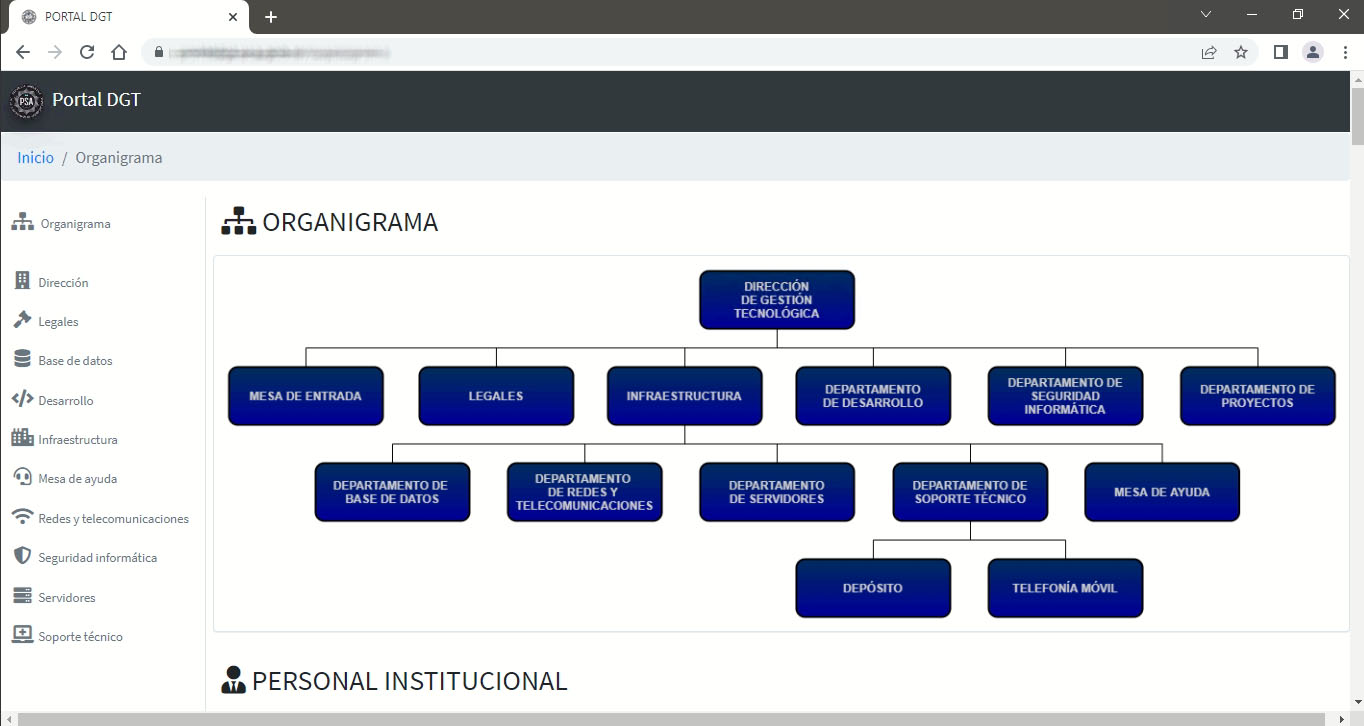 PORTAL DGT
PSA
Portal DGT
Inicio / Organigrama
Organigrama
Dirección
Legales
Base de datos
Desarrollo
Infraestructura
Mesa de ayuda
Redes y telecomunicaciones
Seguridad informática
Servidores
Soporte técnico
ORGANIGRAMA
DIRECCIÓN
DE GESTIÓN
TECNOLÓGICA
MESA DE ENTRADA
LEGALES
INFRAESTRUCTURA
DEPARTAMENTO
DE DESARROLLO
DEPARTAMENTO DE
SEGURIDAD
INFORMÁTICA
DEPARTAMENTO DE
PROYECTOS
DEPARTAMENTO DE
BASE DE DATOS
DEPARTAMENTO
DE REDES Y
TELECOMUNICACIONES
DEPARTAMENTO
DE SERVIDORES
DEPARTAMENTO DE
SOPORTE TÉCNICO
MESA DE AYUDA
DEPÓSITO
TELEFONÍA MÓVIL
PERSONAL INSTITUCIONAL